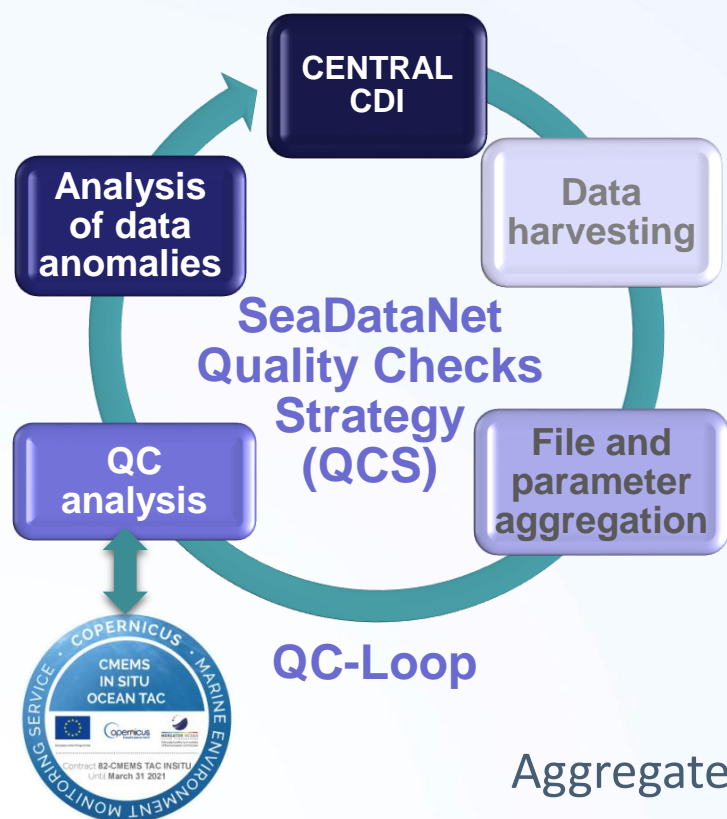 CENTRAL
CDI
Data
harvesting
File and
parameter
aggregation
QC
analysis
Analysis
of data
anomalies
SeaDataNet
Quality Checks
Strategy
(QCS)
QC-Loop
COPERNICUS · MARINE ENVIRONMENT MONITORING SERVICE ·
CMEMS
IN SITU
OCEAN TAC
Copernicus
MERCATOR OCEAN
Contract 82-CMEMS TAC INSITU
Until March 31 2021
Aggregate